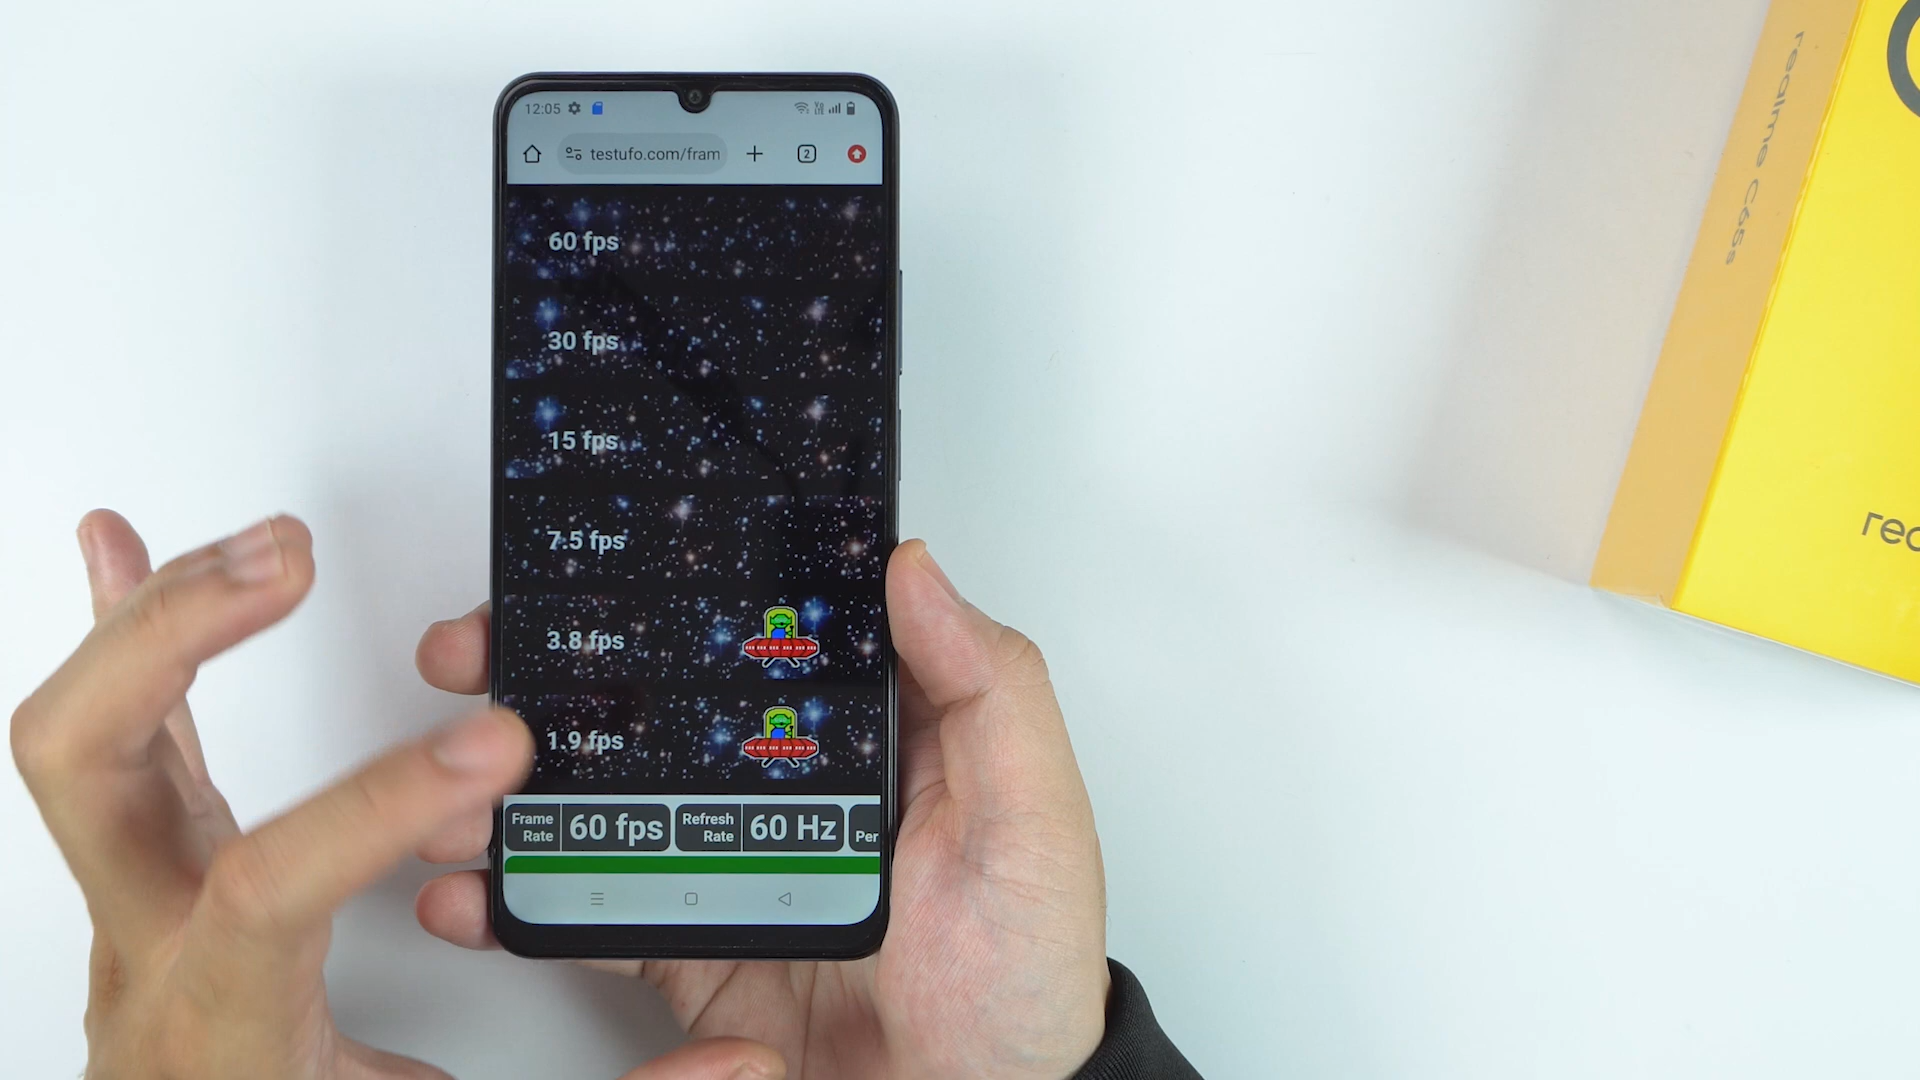 12:05
testufo.com/fram
2
60 fps
30 fps
15 fps
7.5 fps
3.8 fps
1.9 fps
Frame Rate 60 fps
Refresh Rate 60 Hz
Per
realme C65s
rea